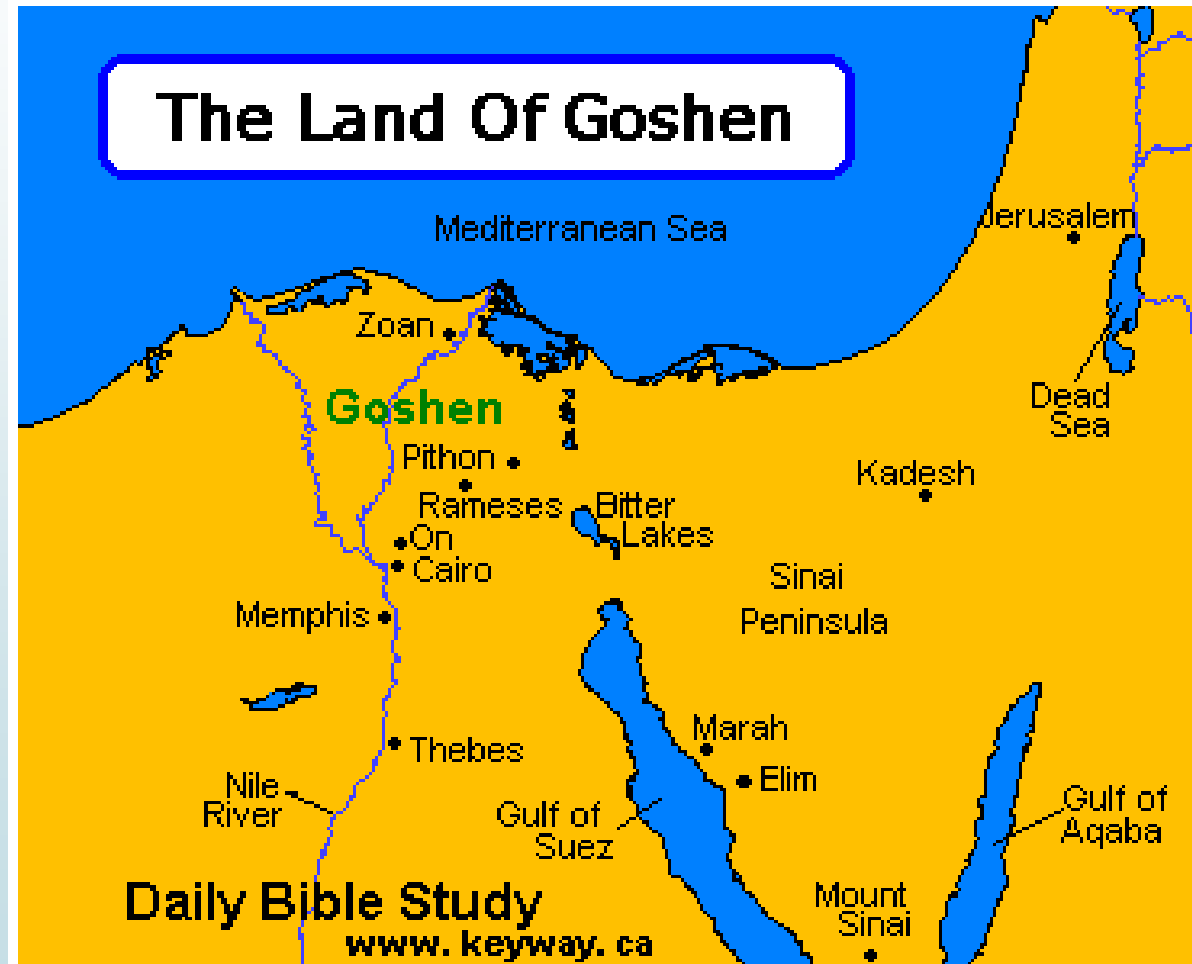 The Land Of Goshen
Mediterranean Sea
Jerusalem
Zoan
Dead
Sea
Goshen
Pithon
Kadesh
Rameses
Bitter
Lakes
On
Cairo
Sinai
Peninsula
Memphis
Marah
Thebes
Elim
Nile
River
Gulf of
Suez
Gulf of
Aqaba
Mount
Sinai
Daily Bible Study
www. keyway. ca